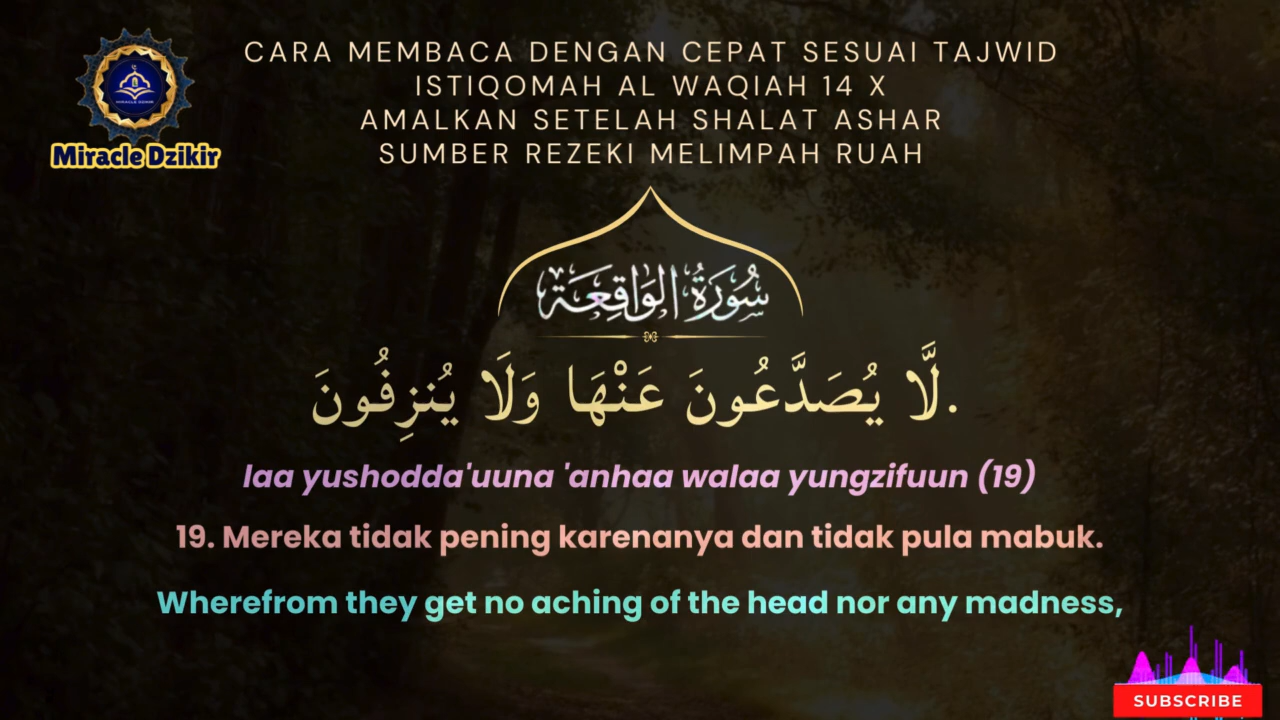 CARA MEMBACA DENGAN CEPAT SESUAI TAJWID
ISTIQOMAH AL WAQIAH 14 X
AMALKAN SETELAH SHALAT ASHAR
SUMBER REZEKI MELIMPAH RUAH
MIRACLE DZIKIR
Miracle Dzikir
سُورَةُ الوَاقِعَة
لَّا يُصَدَّعُونَ عَنْهَا وَلَا يُنزِفُونَ.
laa yushodda'uuna 'anhaa walaa yungzifuun (19)
19. Mereka tidak pening karenanya dan tidak pula mabuk.
Wherefrom they get no aching of the head nor any madness,
SUBSCRIBE